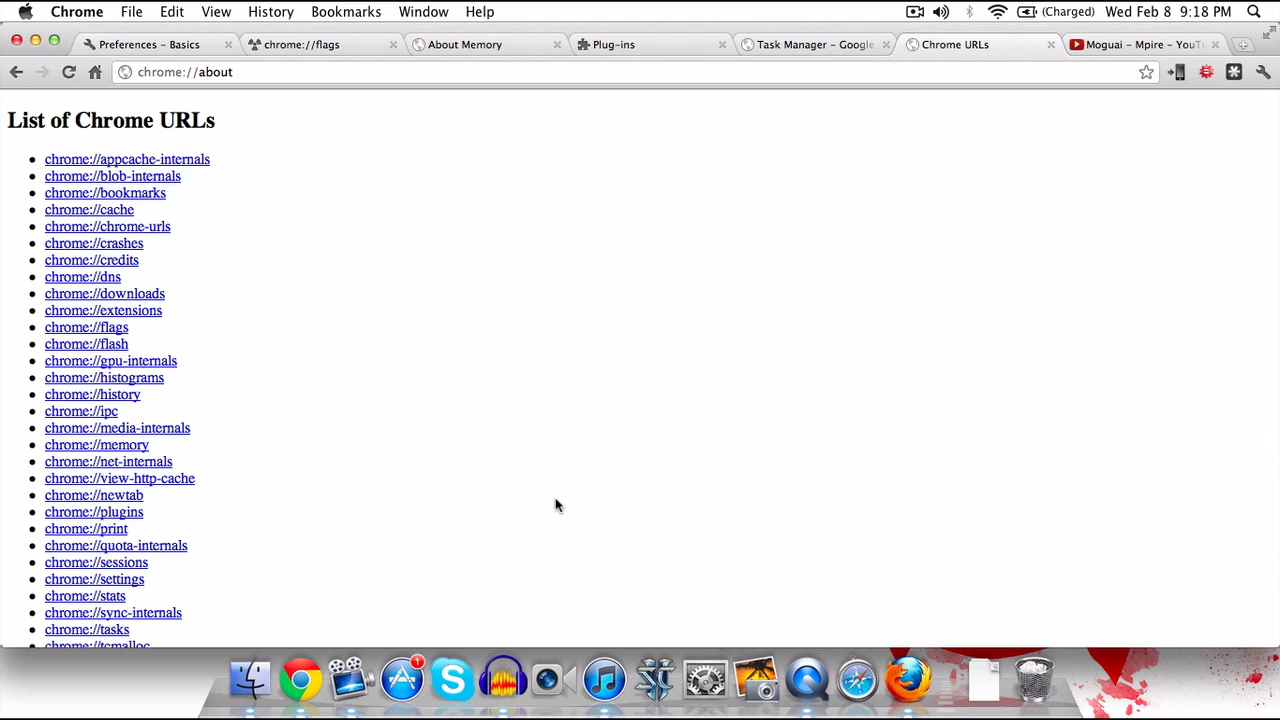 Chrome File Edit View History Bookmarks Window Help (Charged) Wed Feb 8 9:18 PM
Preferences – Basics chrome://flags About Memory Plug-ins Task Manager – Google Chrome URLs Moguai – Mpire – YouTu
chrome://about
List of Chrome URLs
chrome://appcache-internals
chrome://blob-internals
chrome://bookmarks
chrome://cache
chrome://chrome-urls
chrome://crashes
chrome://credits
chrome://dns
chrome://downloads
chrome://extensions
chrome://flags
chrome://flash
chrome://gpu-internals
chrome://histograms
chrome://history
chrome://ipc
chrome://media-internals
chrome://memory
chrome://net-internals
chrome://view-http-cache
chrome://newtab
chrome://plugins
chrome://print
chrome://quota-internals
chrome://sessions
chrome://settings
chrome://stats
chrome://sync-internals
chrome://tasks
chrome://tcmalloc
1